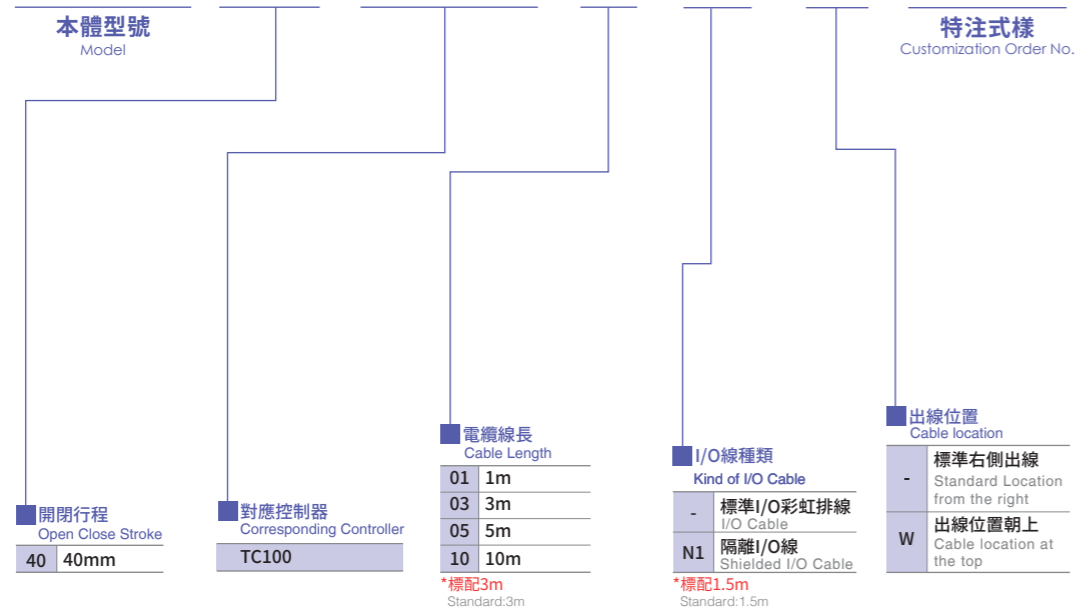 本體型號
Model
特注式樣
Customization Order No.
開閉行程
Open Close Stroke
40 40mm
對應控制器
Corresponding Controller
TC100
電纜線長
Cable Length
01 1m
03 3m
05 5m
10 10m
*標配3m
Standard:3m
I/O線種類
Kind of I/O Cable
- 標準I/O彩虹排線
I/O Cable
N1 隔離I/O線
Shielded I/O Cable
*標配1.5m
Standard:1.5m
出線位置
Cable location
- 標準右側出線
Standard Location
from the right
W 出線位置朝上
Cable location at
the top